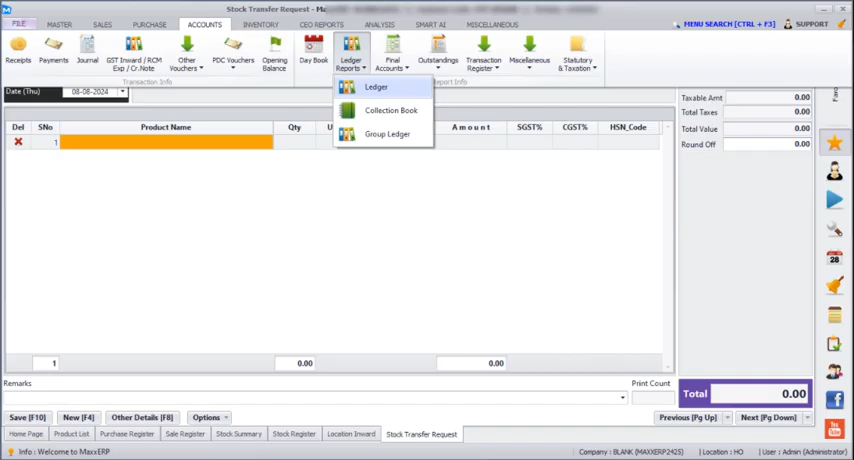 Stock Transfer Request -
FILE MASTER SALES PURCHASE ACCOUNTS INVENTORY CEO REPORTS ANALYSIS SMART AI MISCELLANEOUS MENU SEARCH [CTRL + F3] SUPPORT
Receipts Payments Journal GST Inward / RCM Exp / Cr.Note Other Vouchers PDC Vouchers Opening Balance Day Book Ledger Reports Final Accounts Outstandings Transaction Register Miscellaneous Statutory & Taxation
Transaction Info
Report Info
Ledger
Collection Book
Group Ledger
Date (Thu) 08-08-2024
Taxable Amt 0.00
Total Taxes 0.00
Total Value 0.00
Round Off 0.00
Del SNo Product Name Qty U A m o u n t SGST% CGST% HSN_Code
1
28
1 0.00 0.00
Remarks Print Count
Total 0.00
Save [F10] New [F4] Other Details [F8] Options Previous [Pg Up] Next [Pg Down]
Home Page Product List Purchase Register Sale Register Stock Summary Stock Register Location Inward Stock Transfer Request
Info : Welcome to MaxxERP Company : BLANK (MAXXERP2425) Location : HO User : Admin (Administrator)